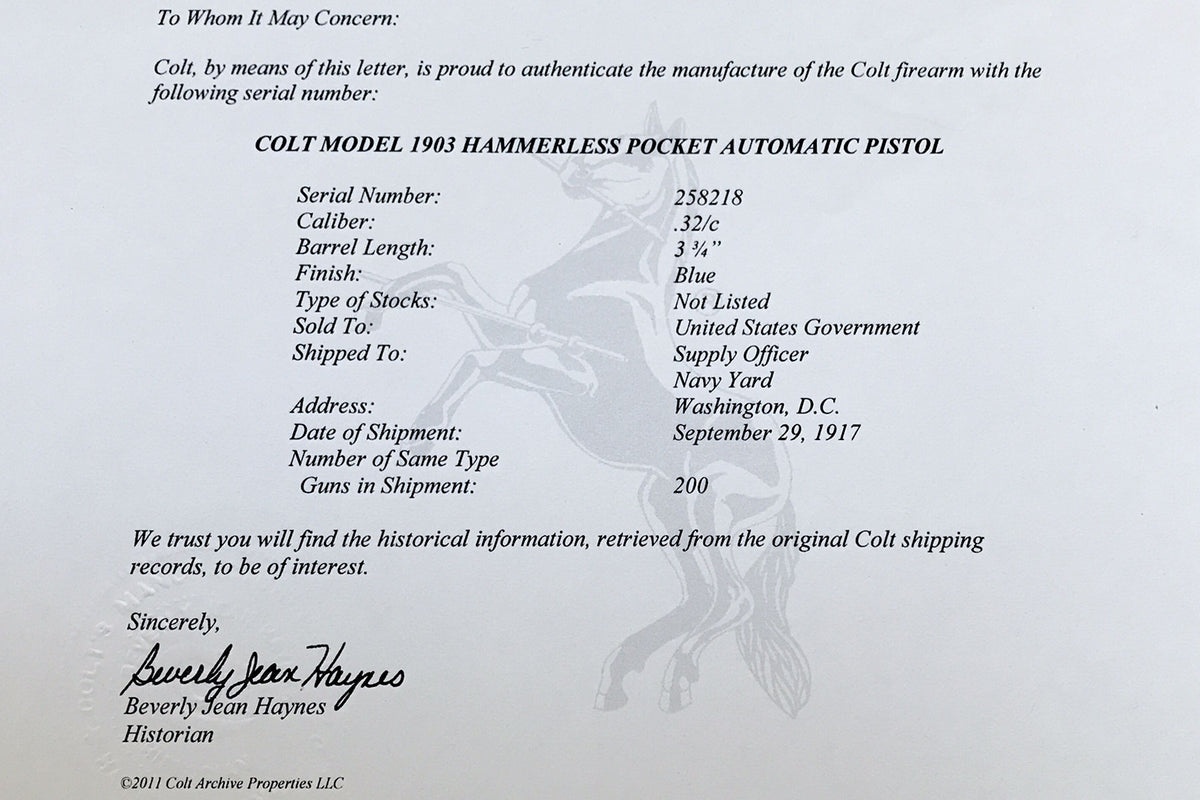 To Whom It May Concern:
Colt, by means of this letter, is proud to authenticate the manufacture of the Colt firearm with the
following serial number:
COLT MODEL 1903 HAMMERLESS POCKET AUTOMATIC PISTOL
Serial Number: 258218
Caliber: .32/c
Barrel Length: 3 ¾”
Finish: Blue
Type of Stocks: Not Listed
Sold To: United States Government
Shipped To: Supply Officer
Navy Yard
Address: Washington, D.C.
Date of Shipment: September 29, 1917
Number of Same Type
Guns in Shipment: 200
We trust you will find the historical information, retrieved from the original Colt shipping
records, to be of interest.
Sincerely,
Beverly Jean Haynes
Beverly Jean Haynes
Historian
©2011 Colt Archive Properties LLC
COLT'S MAN